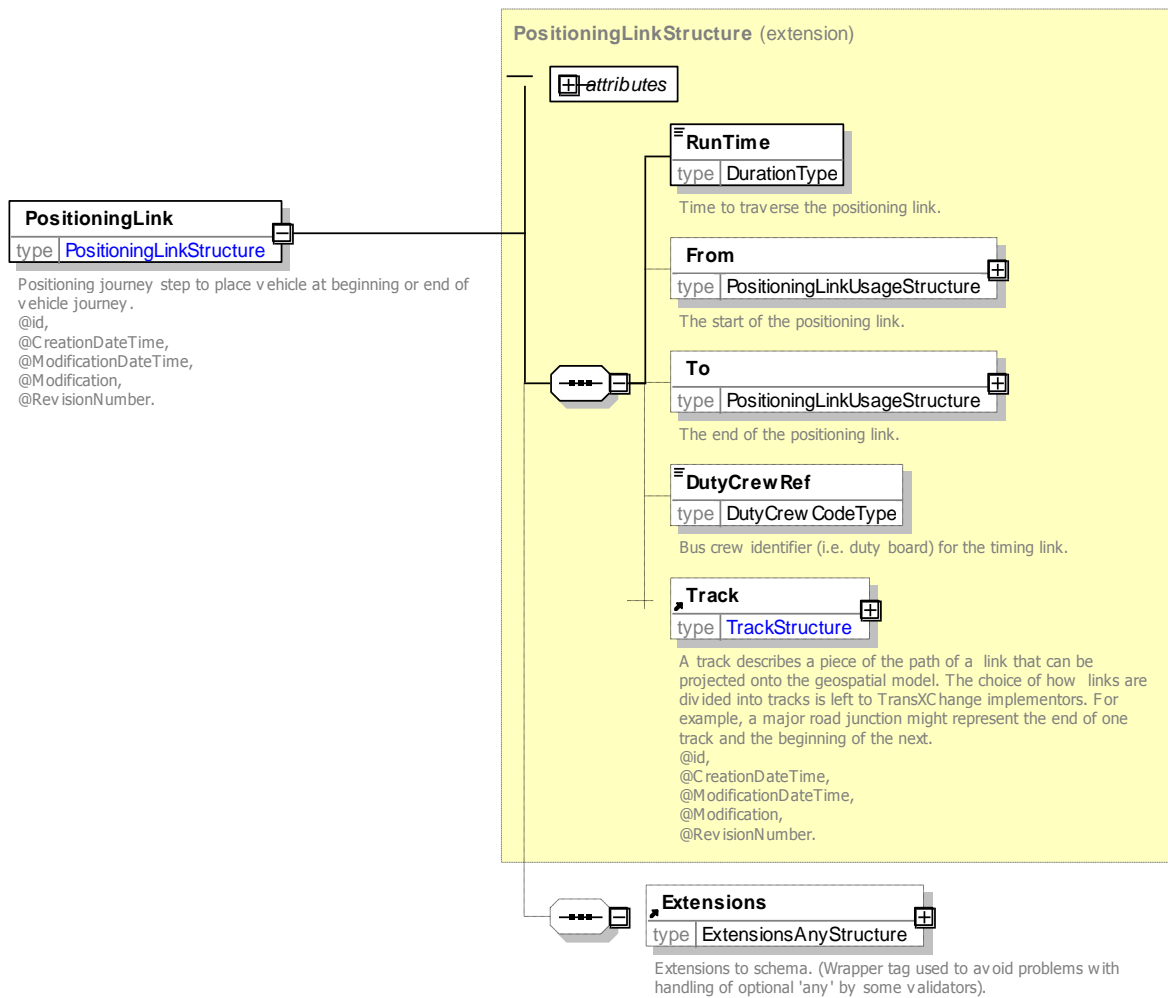 PositioningLinkStructure (extension)
attributes
RunTime
type DurationType
Time to traverse the positioning link.
PositioningLink
type PositioningLinkStructure
Positioning journey step to place vehicle at beginning or end of
vehicle journey.
@id,
@CreationDateTime,
@ModificationDateTime,
@Modification,
@RevisionNumber.
From
type PositioningLinkUsageStructure
The start of the positioning link.
To
type PositioningLinkUsageStructure
The end of the positioning link.
DutyCrewRef
type DutyCrewCodeType
Bus crew identifier (i.e. duty board) for the timing link.
Track
type TrackStructure
A track describes a piece of the path of a link that can be
projected onto the geospatial model. The choice of how links are
divided into tracks is left to TransXChange implementors. For
example, a major road junction might represent the end of one
track and the beginning of the next.
@id,
@CreationDateTime,
@ModificationDateTime,
@Modification,
@RevisionNumber.
Extensions
type ExtensionsAnyStructure
Extensions to schema. (Wrapper tag used to avoid problems with
handling of optional 'any' by some validators).